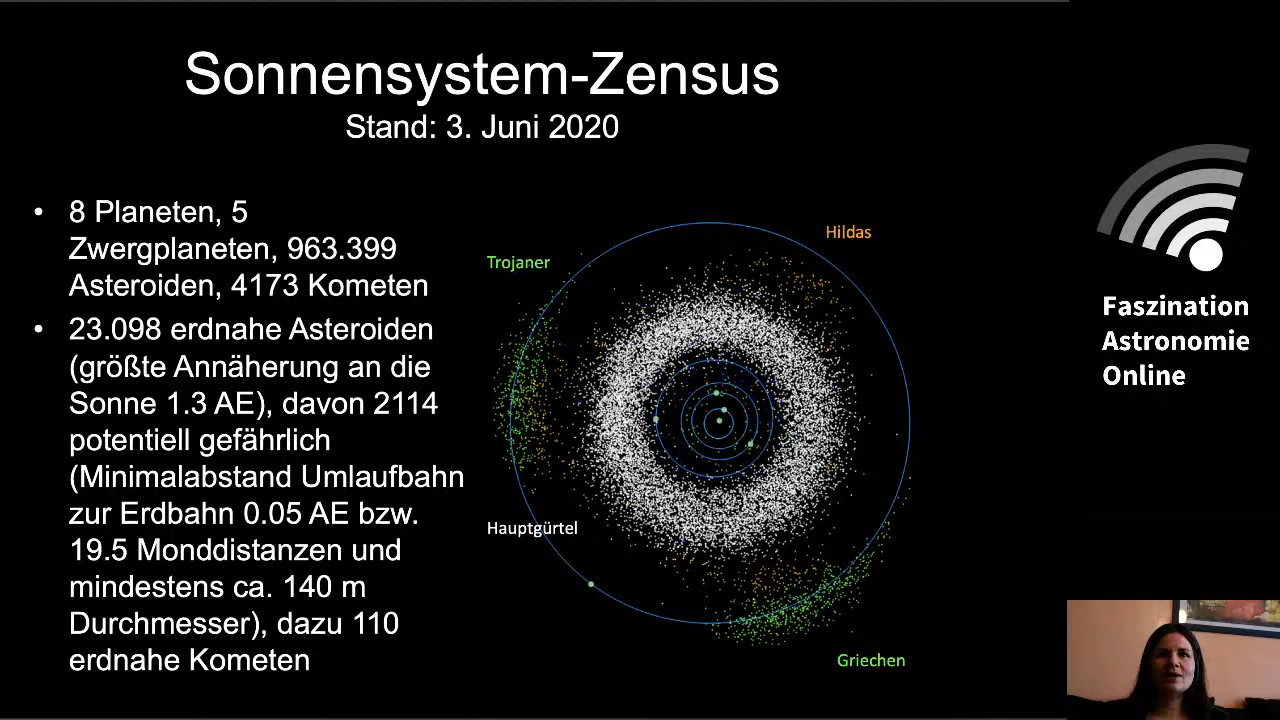 Sonnensystem-Zensus
Stand: 3. Juni 2020
• 8 Planeten, 5
Zwergplaneten, 963.399
Asteroiden, 4173 Kometen
• 23.098 erdnahe Asteroiden
(größte Annäherung an die
Sonne 1.3 AE), davon 2114
potentiell gefährlich
(Minimalabstand Umlaufbahn
zur Erdbahn 0.05 AE bzw.
19.5 Monddistanzen und
mindestens ca. 140 m
Durchmesser), dazu 110
erdnahe Kometen
Hildas
Trojaner
Hauptgürtel
Griechen
Faszination
Astronomie
Online